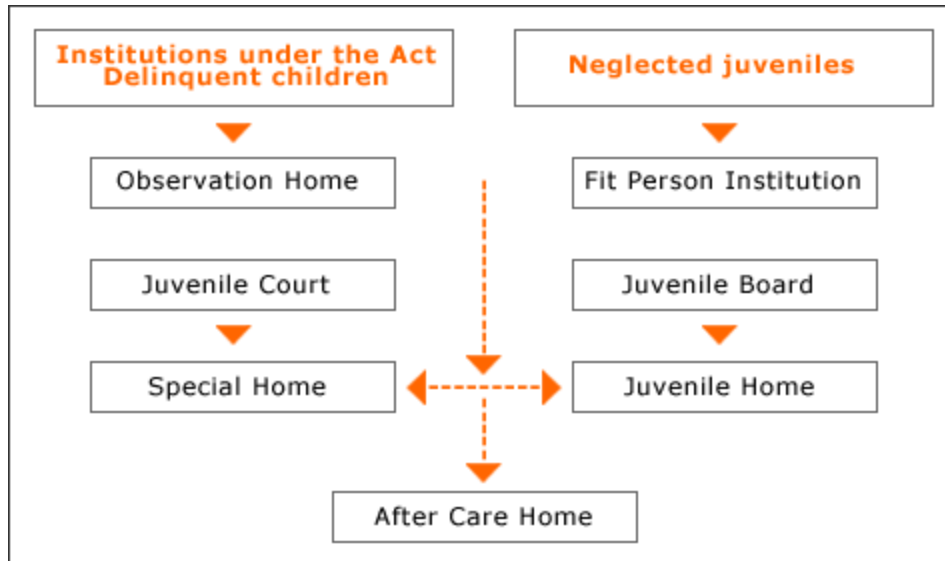 Institutions under the Act
Delinquent children
Neglected juveniles
Observation Home
Fit Person Institution
Juvenile Court
Juvenile Board
Special Home
Juvenile Home
After Care Home